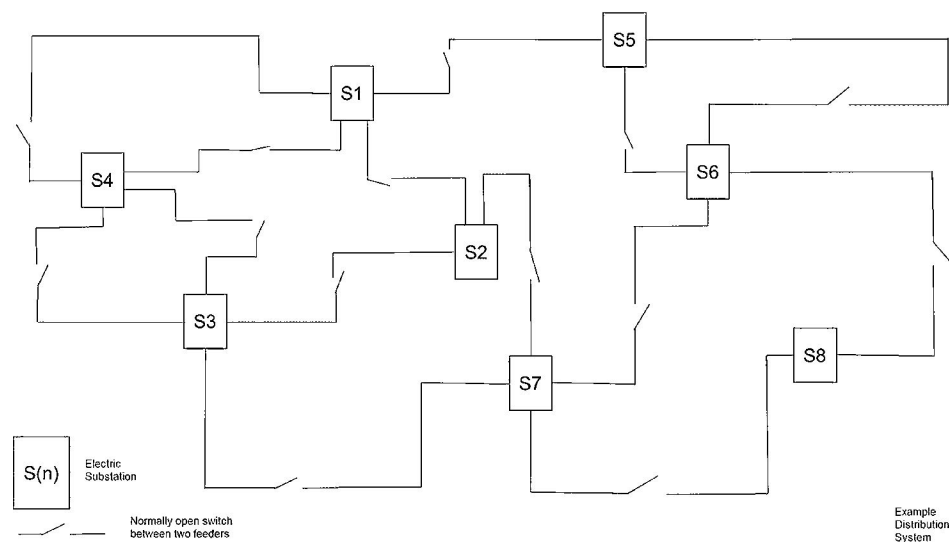 S5
S1
S4
S6
S2
S3
S8
S7
S(n)
Electric
Substation
Normally open switch
between two feeders
Example
Distribution
System